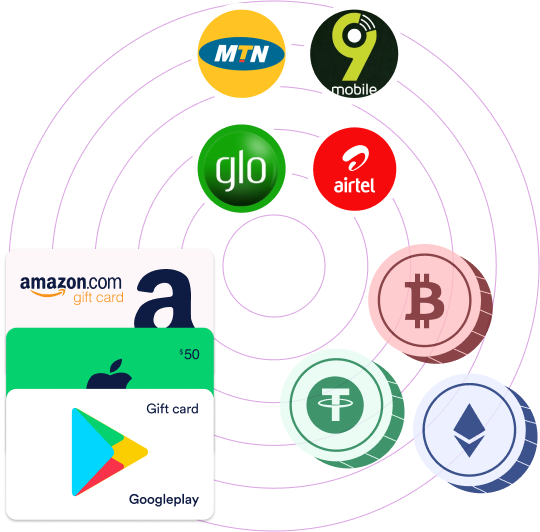 MTN
9
mobile
glo
airtel
amazon.com
gift card
a
$50
Gift card
Googleplay